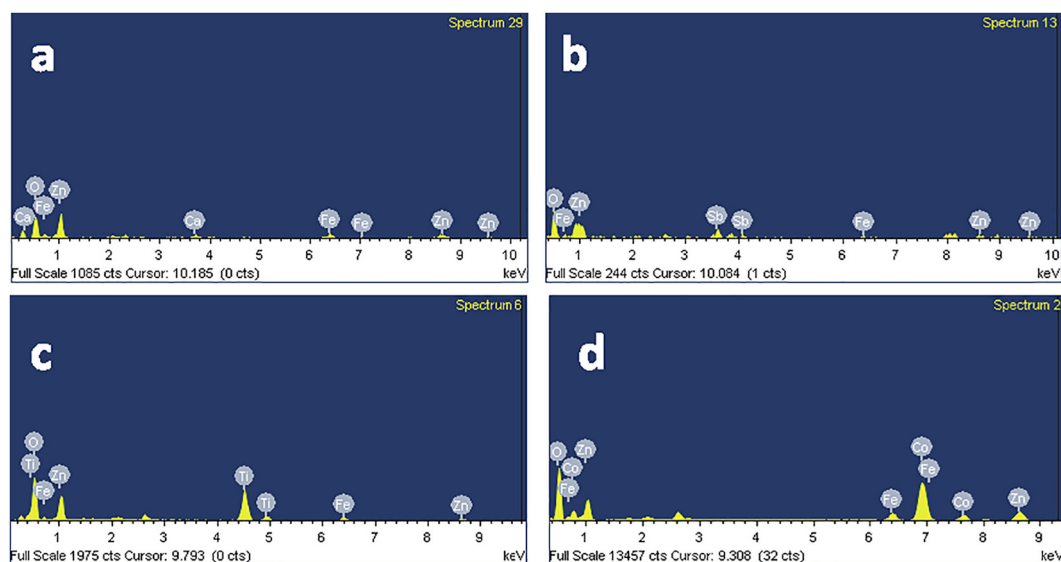 Spectrum 29
a
O
Zn
Ca
Fe
Ca
Fe
Fe
Zn
Zn
1 2 3 4 5 6 7 8 9 10
Full Scale 1085 cts Cursor: 10.185 (0 cts)
keV
Spectrum 13
b
O
Zn
Fe
Sb
Sb
Fe
Zn
Zn
1 2 3 4 5 6 7 8 9 10
Full Scale 244 cts Cursor: 10.084 (1 cts)
keV
Spectrum 6
c
O
Ti
Zn
Fe
Ti
Ti
Fe
Zn
1 2 3 4 5 6 7 8 9
Full Scale 1975 cts Cursor: 9.793 (0 cts)
keV
Spectrum 2
d
O
Zn
Co
Fe
Co
Fe
Fe
Co
Zn
1 2 3 4 5 6 7 8 9
Full Scale 13457 cts Cursor: 9.308 (32 cts)
keV